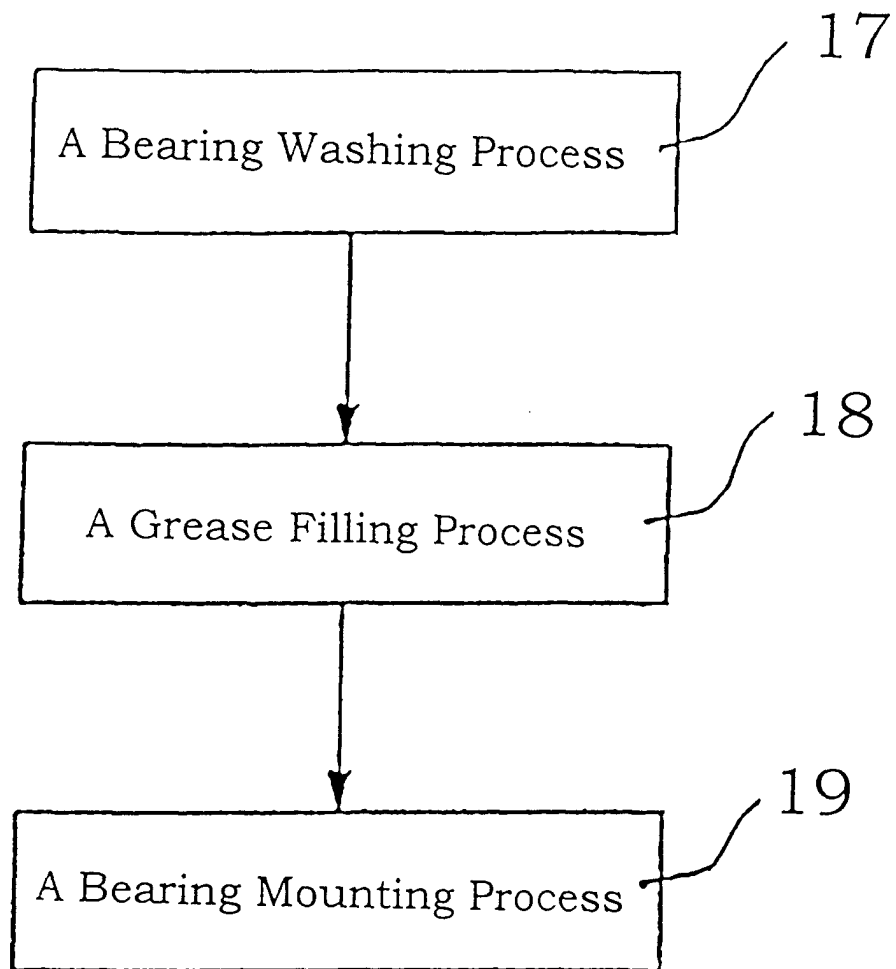 17
A Bearing Washing Process
18
A Grease Filling Process
19
A Bearing Mounting Process